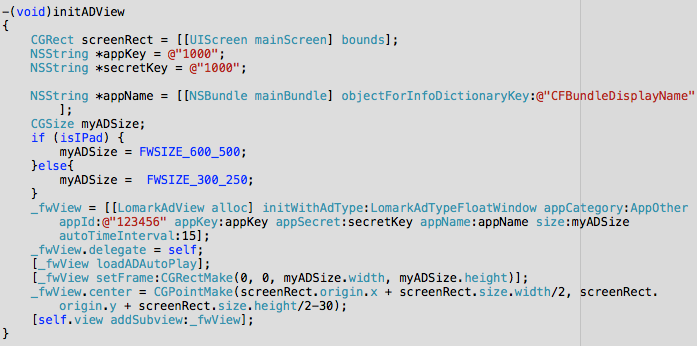 -(void)initADView
{
    CGRect screenRect = [[UIScreen mainScreen] bounds];
    NSString *appKey = @"1000";
    NSString *secretKey = @"1000";

    NSString *appName = [[NSBundle mainBundle] objectForInfoDictionaryKey:@"CFBundleDisplayName"
        ];
    CGSize myADSize;
    if (isIPad) {
        myADSize = FWSIZE_600_500;
    }else{
        myADSize =  FWSIZE_300_250;
    }
    _fwView = [[LomarkAdView alloc] initWithAdType:LomarkAdTypeFloatWindow appCategory:AppOther
        appId:@"123456" appKey:appKey appSecret:secretKey appName:appName size:myADSize
        autoTimeInterval:15];
    _fwView.delegate = self;
    [_fwView loadADAutoPlay];
    [_fwView setFrame:CGRectMake(0, 0, myADSize.width, myADSize.height)];
    _fwView.center = CGPointMake(screenRect.origin.x + screenRect.size.width/2, screenRect.
        origin.y + screenRect.size.height/2-30);
    [self.view addSubview:_fwView];
}